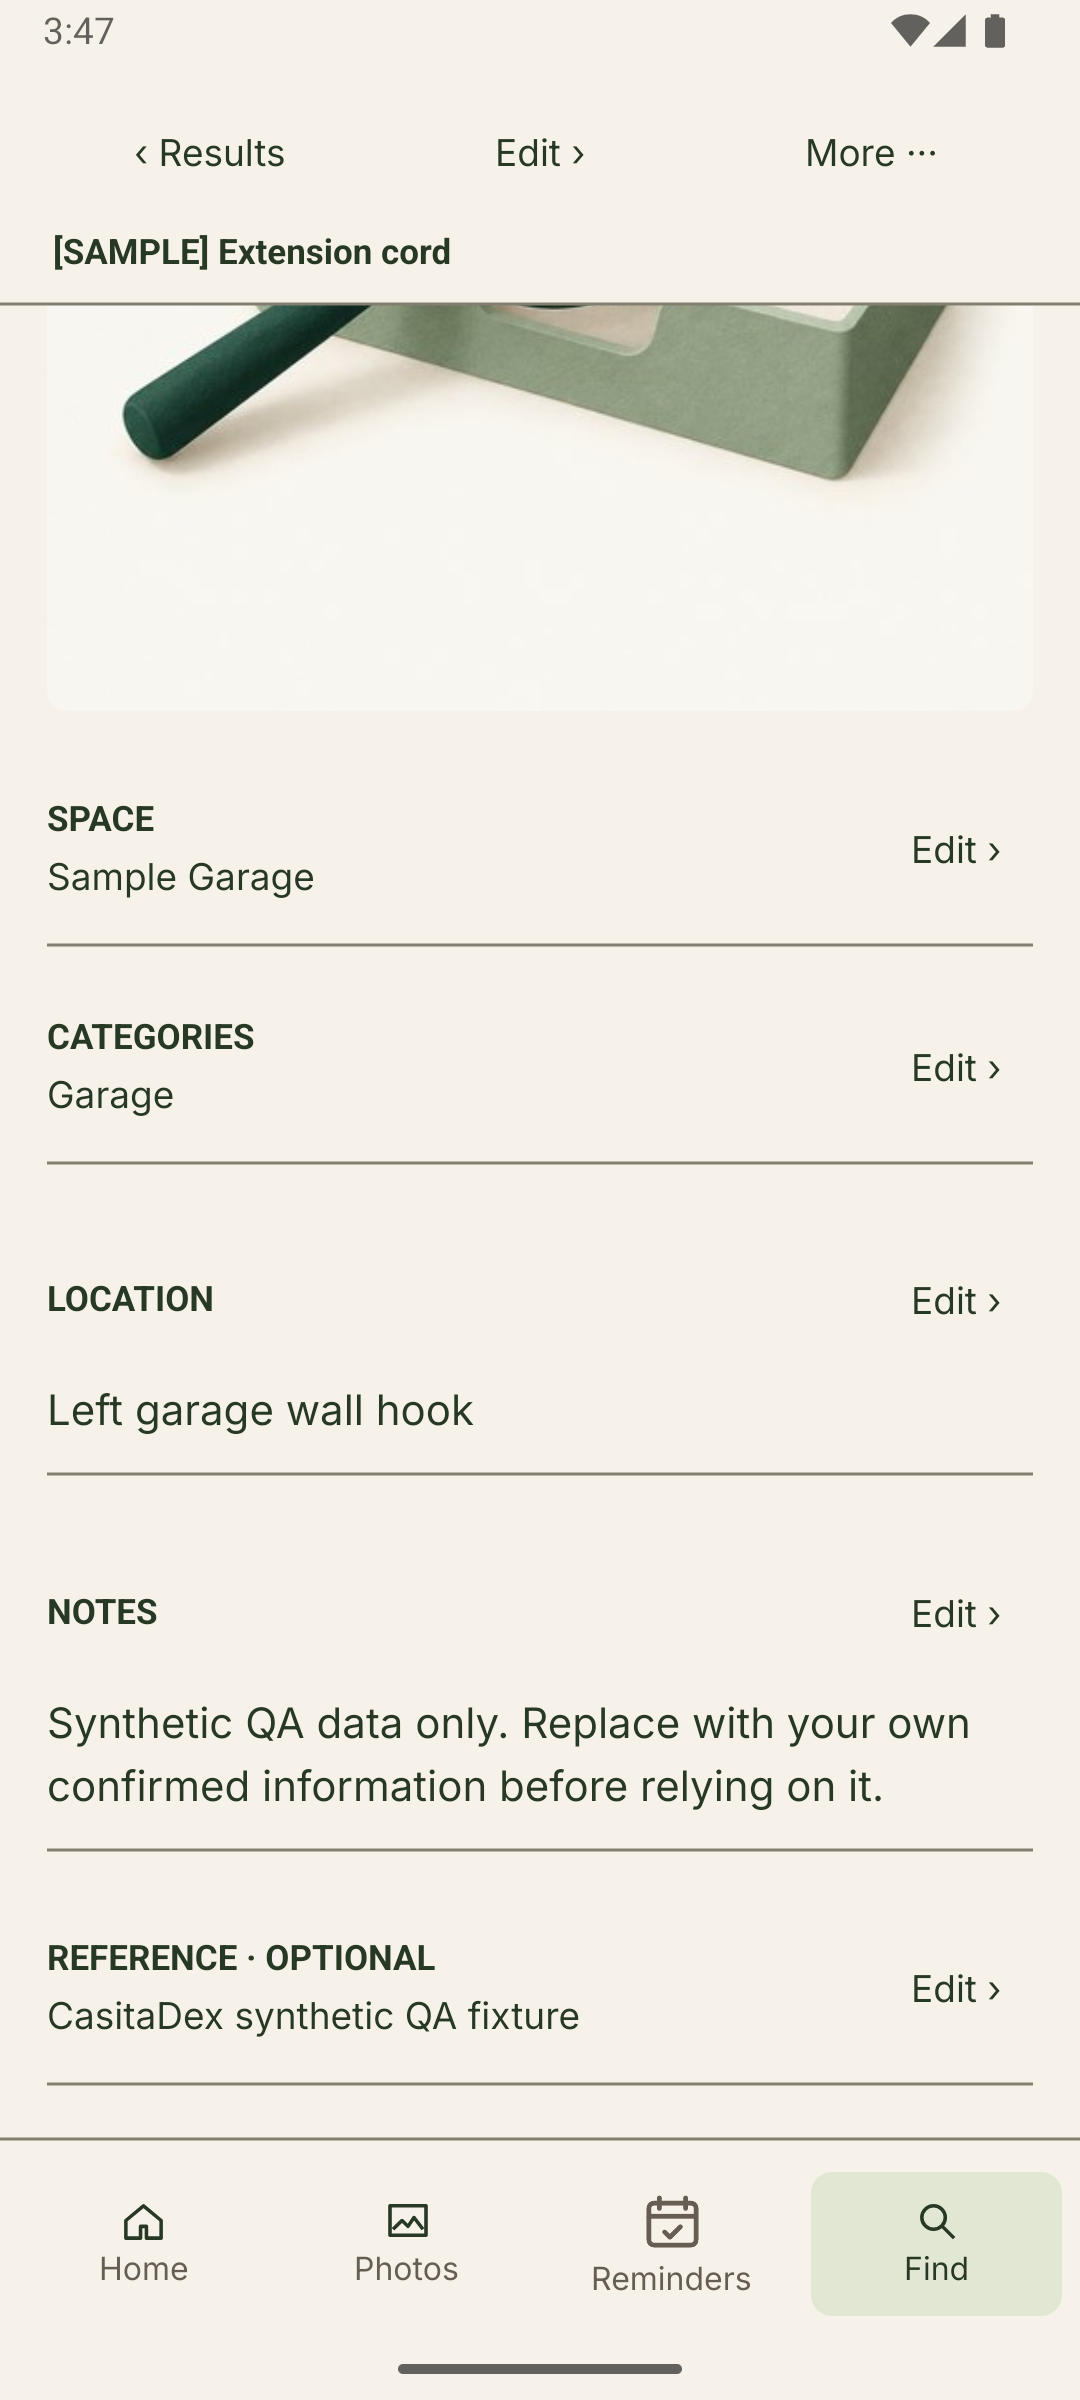 3:47
‹ Results
Edit ›
More ···
[SAMPLE] Extension cord
SPACE
Sample Garage
Edit ›
CATEGORIES
Garage
Edit ›
LOCATION
Edit ›
Left garage wall hook
NOTES
Edit ›
Synthetic QA data only. Replace with your own
confirmed information before relying on it.
REFERENCE · OPTIONAL
CasitaDex synthetic QA fixture
Edit ›
Home
Photos
Reminders
Find